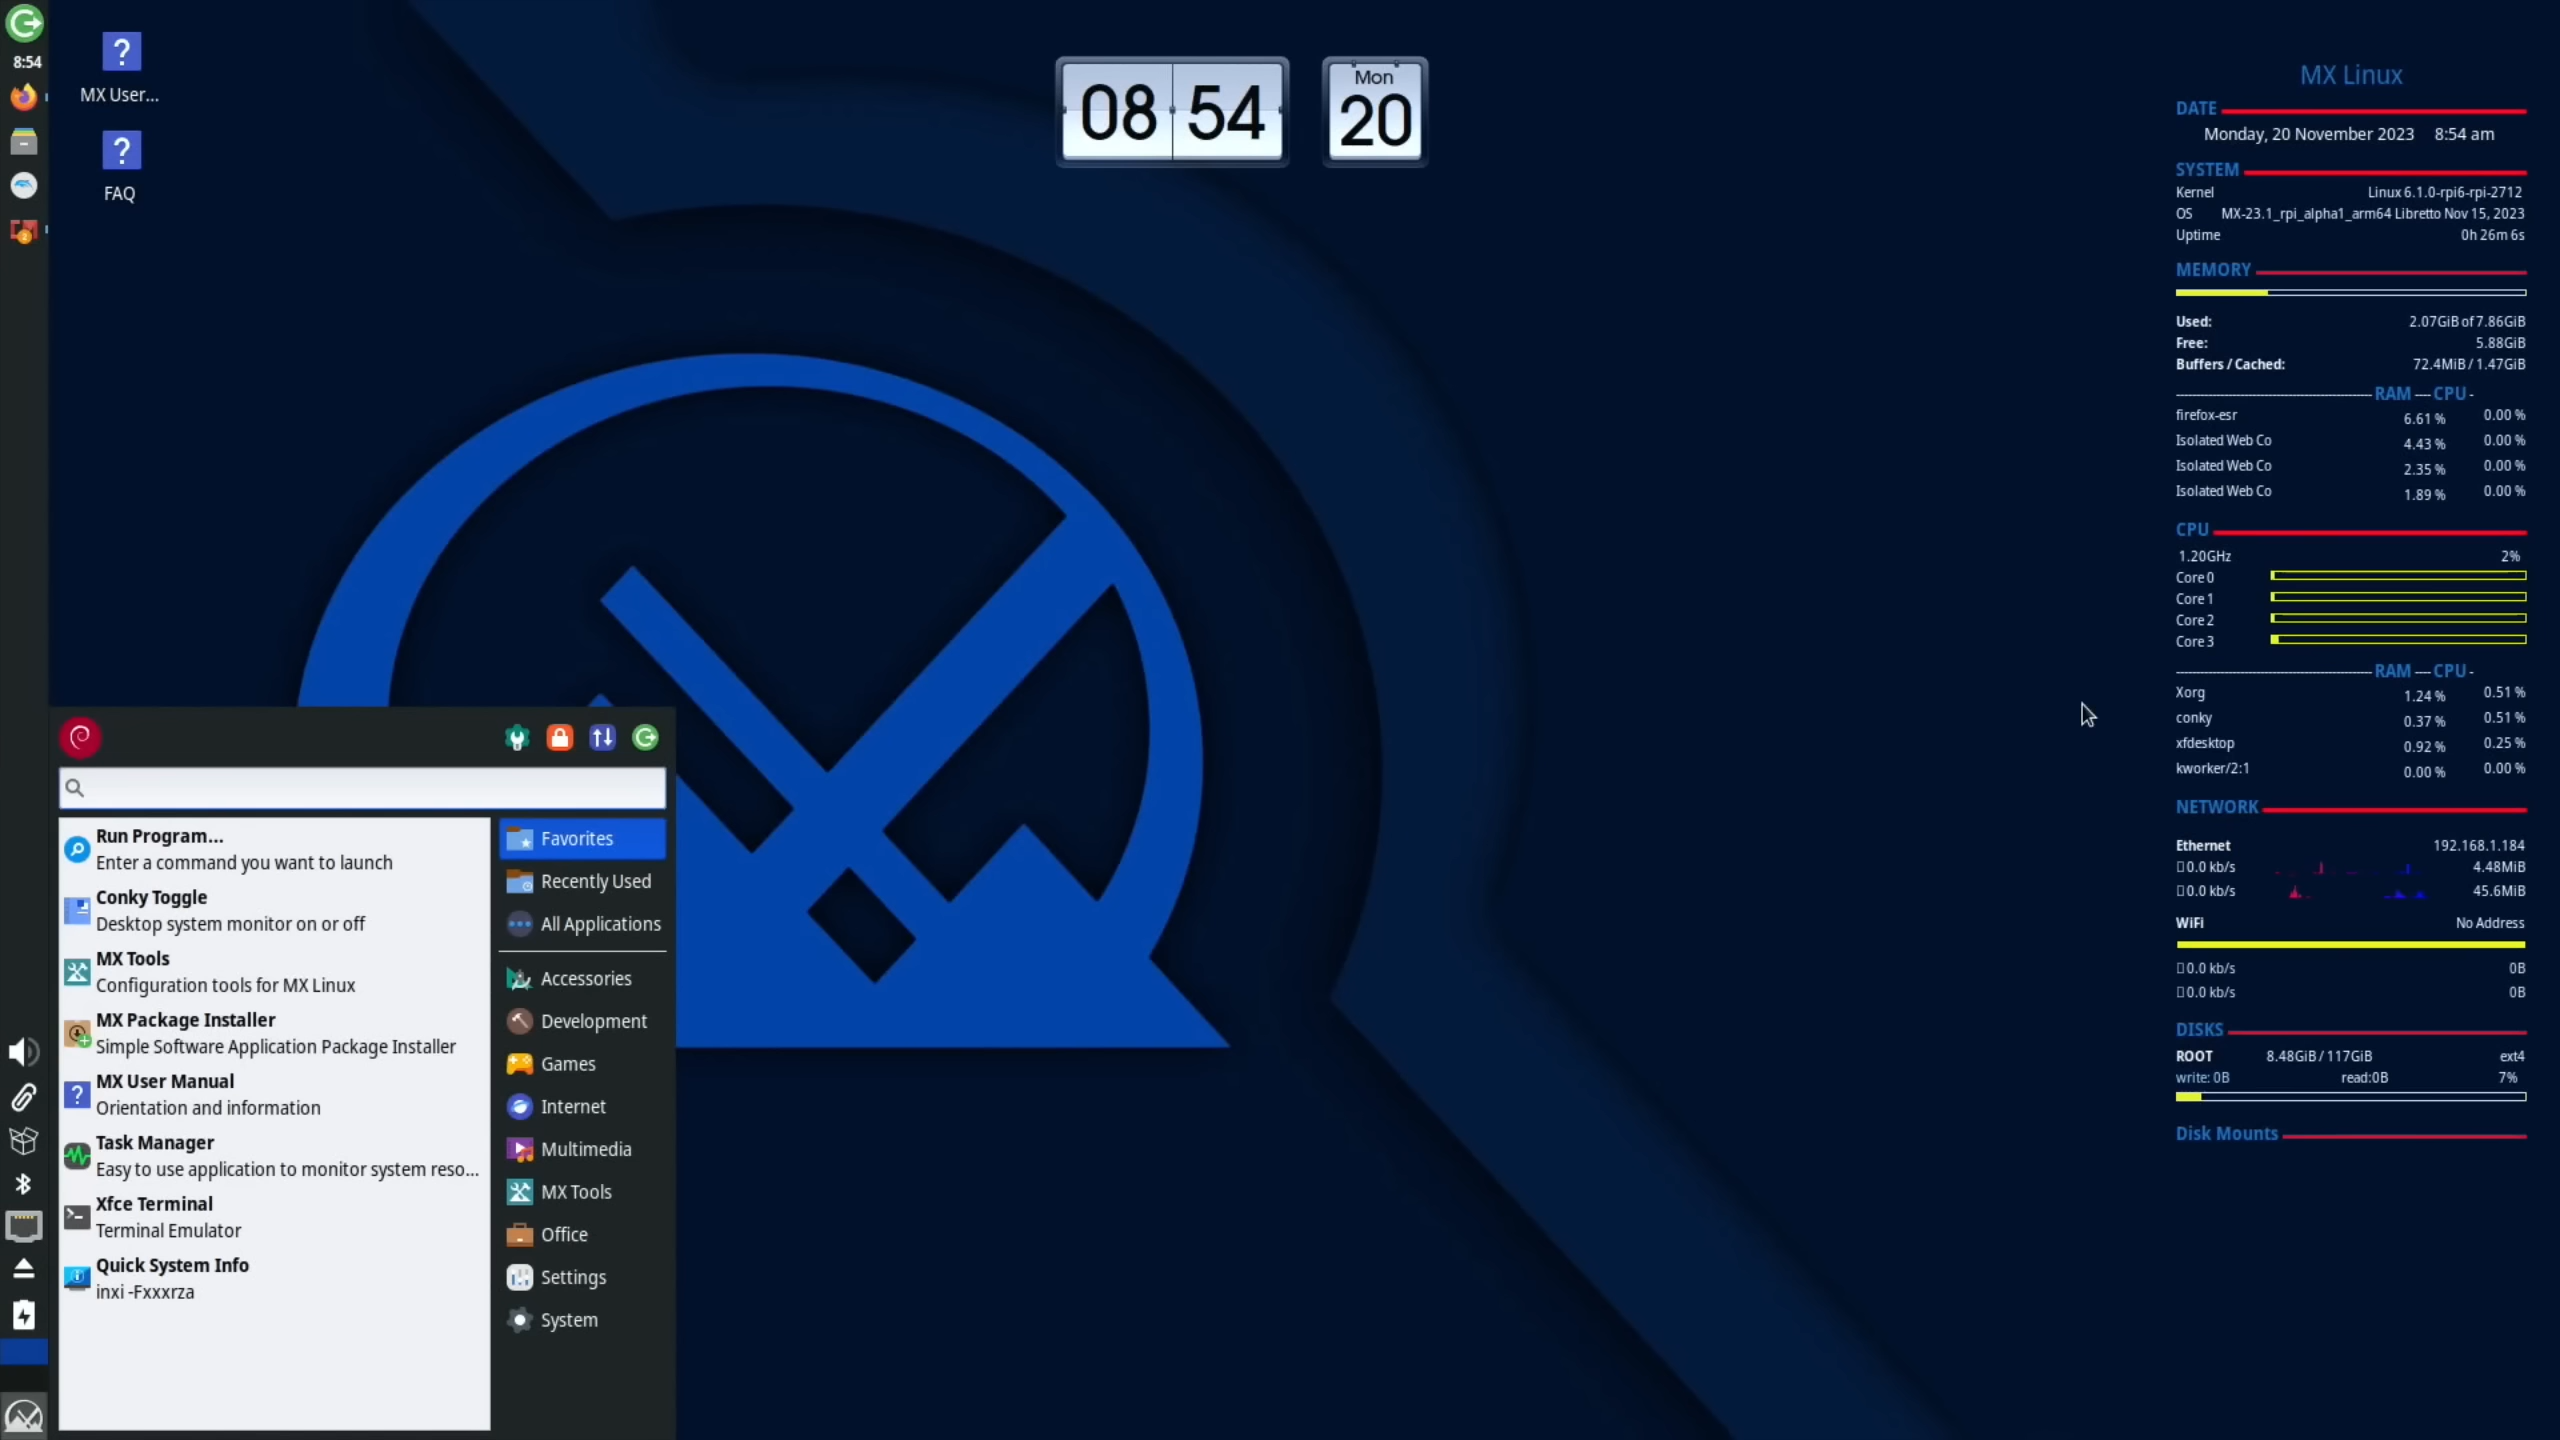 8:54
MX User...
FAQ
08 54
Mon
20
MX Linux
DATE
Monday, 20 November 2023 8:54 am
SYSTEM
Kernel Linux 6.1.0-rpi6-rpi-2712
OS MX-23.1_rpi_alpha1_arm64 Libretto Nov 15, 2023
Uptime 0h 26m 6s
MEMORY
Used: 2.07GiB of 7.86GiB
Free: 5.88GiB
Buffers / Cached: 72.4MiB / 1.47GiB
RAM CPU
firefox-esr 6.61 % 0.00 %
Isolated Web Co 4.43 % 0.00 %
Isolated Web Co 2.35 % 0.00 %
Isolated Web Co 1.89 % 0.00 %
CPU
1.20GHz 2%
Core 0
Core 1
Core 2
Core 3
RAM CPU
Xorg 1.24 % 0.51 %
conky 0.37 % 0.51 %
xfdesktop 0.92 % 0.25 %
kworker/2:1 0.00 % 0.00 %
NETWORK
Ethernet 192.168.1.184
0.0 kb/s 4.48MiB
0.0 kb/s 45.6MiB
WiFi No Address
0.0 kb/s 0B
0.0 kb/s 0B
DISKS
ROOT 8.48GiB / 117GiB ext4
write: 0B read:0B 7%
Disk Mounts
Run Program...
Enter a command you want to launch
Conky Toggle
Desktop system monitor on or off
MX Tools
Configuration tools for MX Linux
MX Package Installer
Simple Software Application Package Installer
MX User Manual
Orientation and information
Task Manager
Easy to use application to monitor system reso...
Xfce Terminal
Terminal Emulator
Quick System Info
inxi -Fxxxrza
Favorites
Recently Used
All Applications
Accessories
Development
Games
Internet
Multimedia
MX Tools
Office
Settings
System